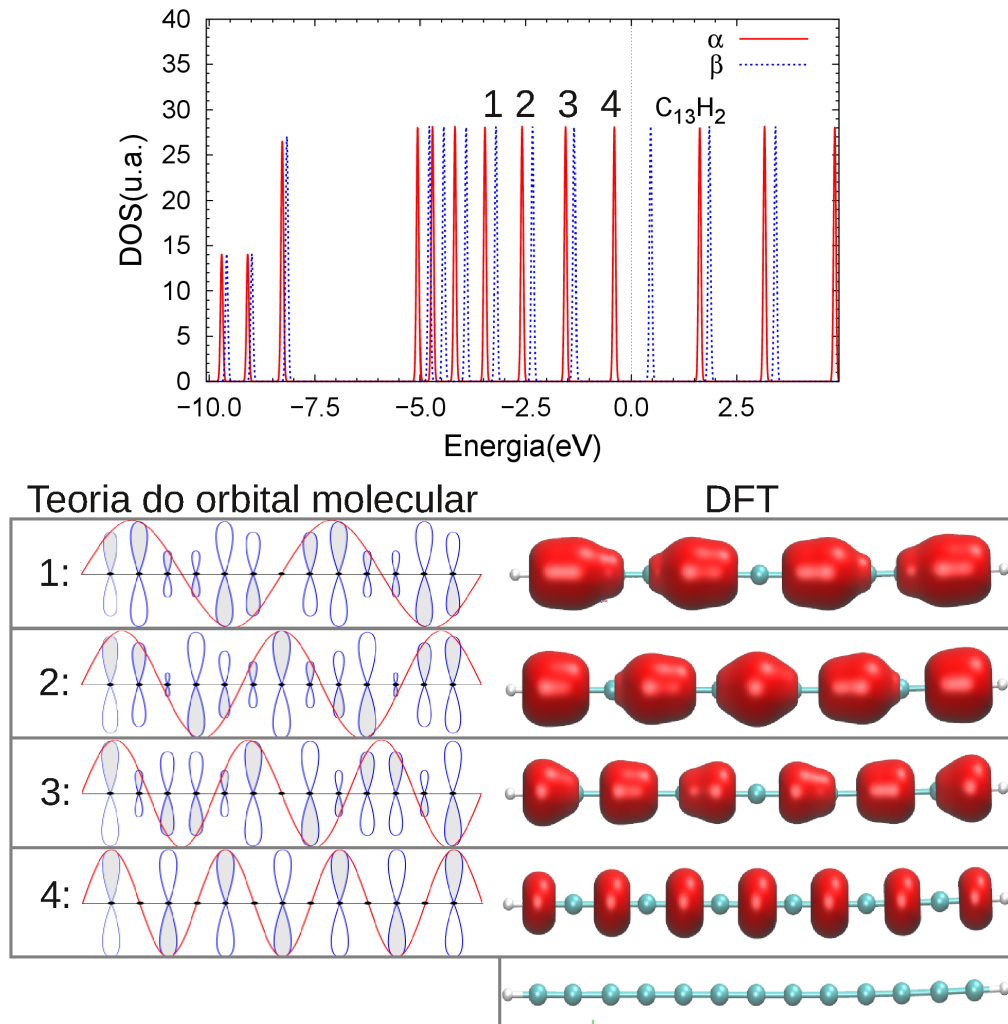 40
35
30
25
20
15
10
5
0
DOS(u.a.)
α
β
1 2 3 4 C₁₃H₂
−10.0 −7.5 −5.0 −2.5 0.0 2.5
Energia(eV)
Teoria do orbital molecular DFT
1:
2:
3:
4: